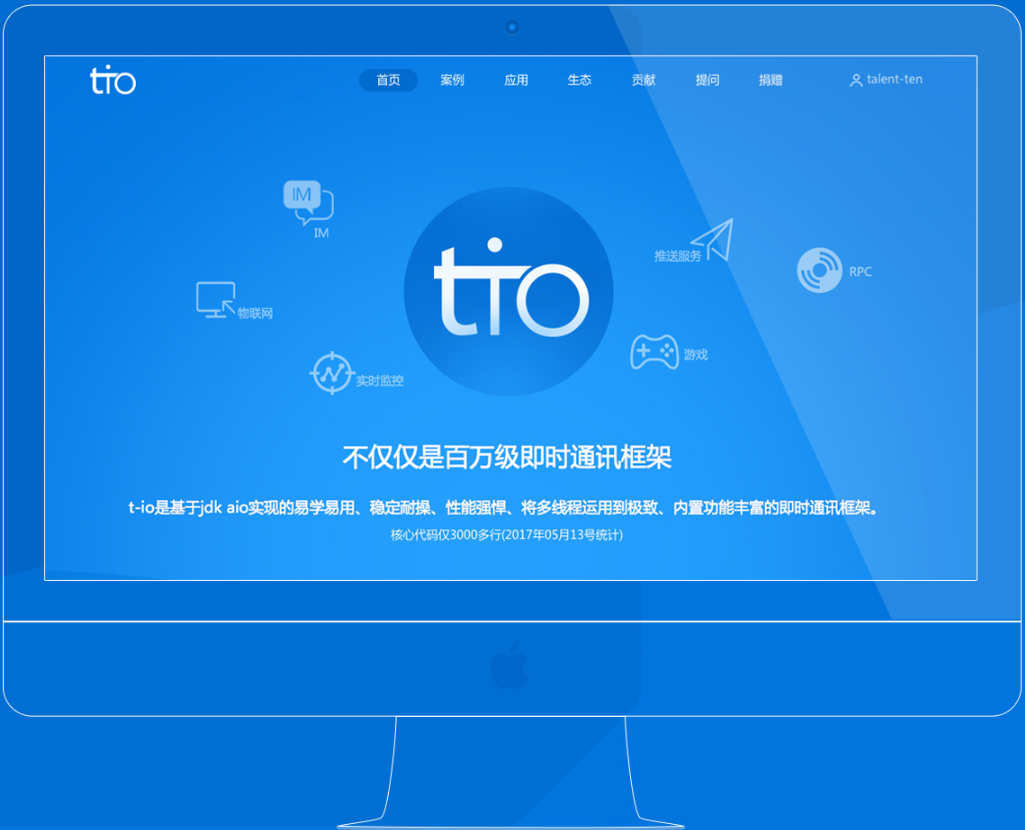 tio
首页 案例 应用 生态 贡献 提问 捐赠 talent-ten
IM
IM
推送服务
RPC
物联网
tio
游戏
实时监控
不仅仅是百万级即时通讯框架
t-io是基于jdk aio实现的易学易用、稳定耐操、性能强悍、将多线程运用到极致、内置功能丰富的即时通讯框架。
核心代码仅3000多行(2017年05月13号统计)